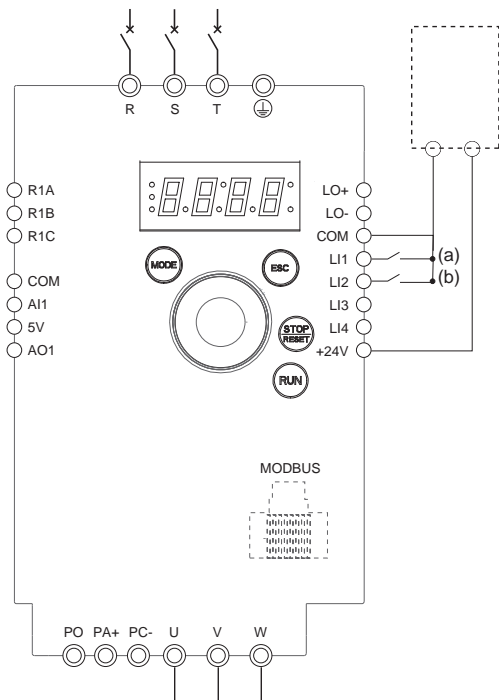 R S T
R1A LO+
R1B LO-
R1C COM
MODE ESC
LI1 (a)
COM LI2 (b)
AI1 LI3
5V STOP RESET LI4
AO1 +24V
RUN
MODBUS
PO PA+ PC- U V W